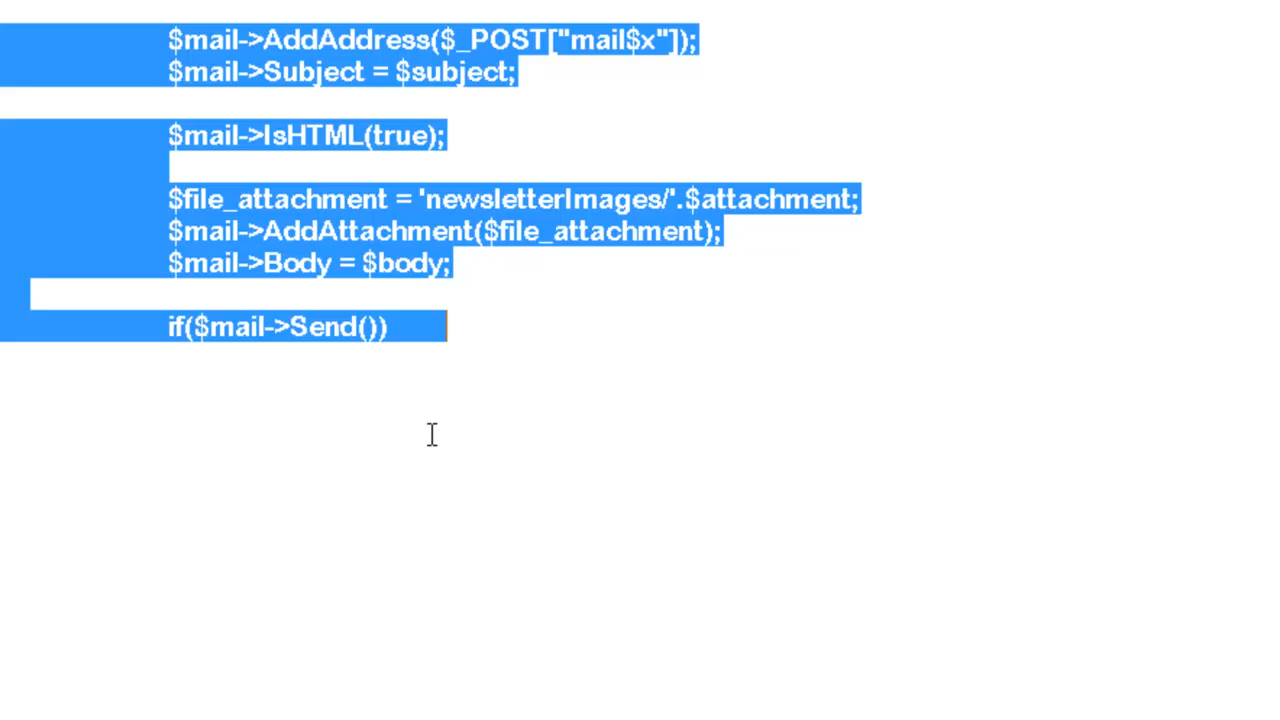 $mail->AddAddress($_POST["mail$x"]);
$mail->Subject = $subject;
$mail->IsHTML(true);
$file_attachment = 'newsletterImages/'.$attachment;
$mail->AddAttachment($file_attachment);
$mail->Body = $body;
if($mail->Send())